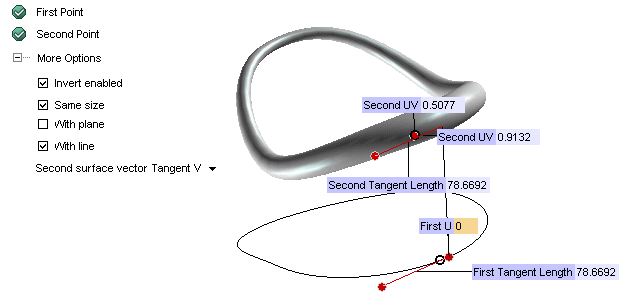 First Point
Second Point
More Options
Invert enabled
Same size
With plane
With line
Second surface vector Tangent V
Second UV 0.5077
Second UV 0.9132
Second Tangent Length 78.6692
First U 0
First Tangent Length 78.6692